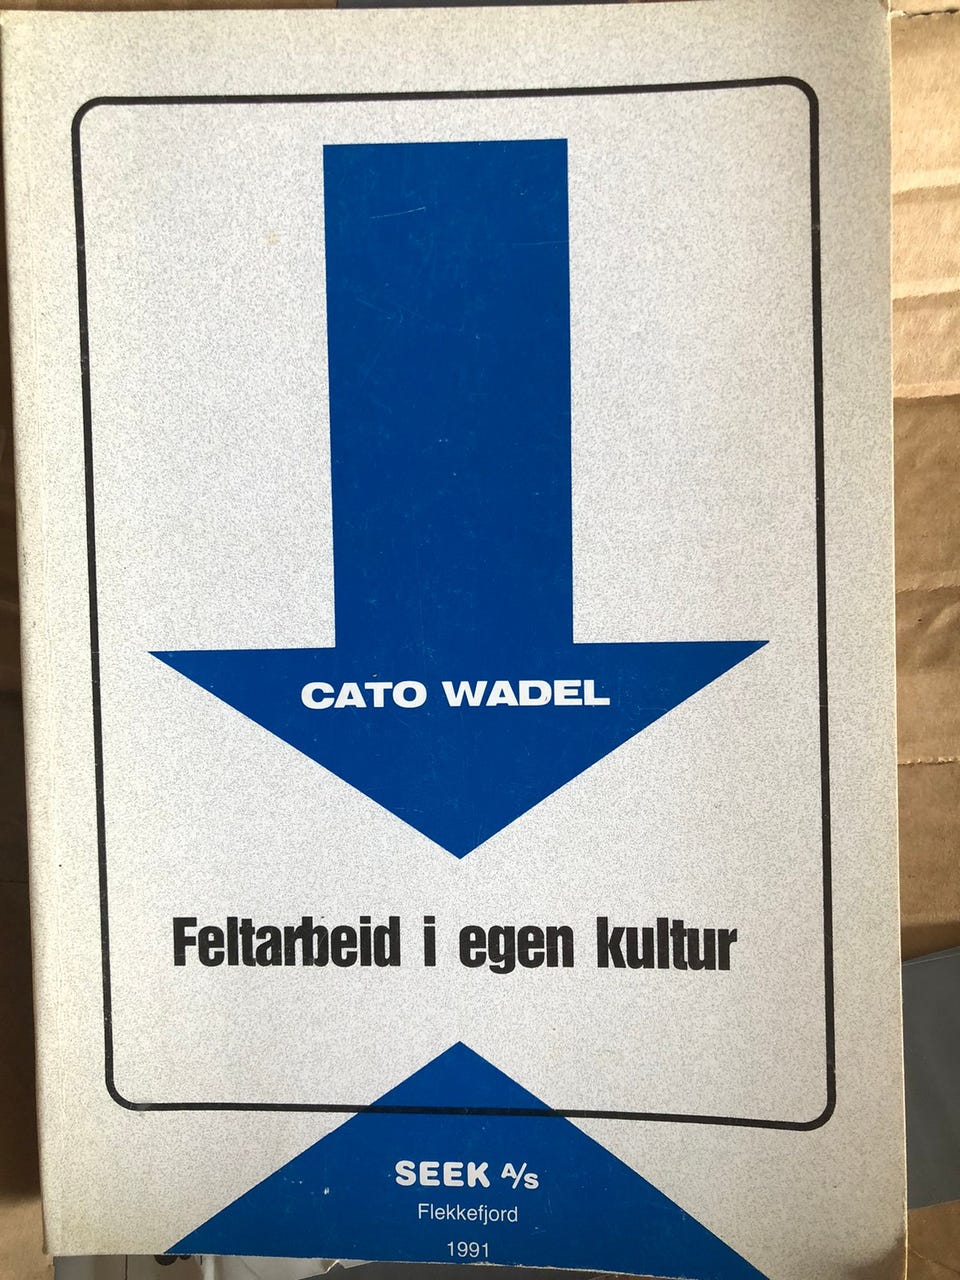 CATO WADEL
Feltarbeid i egen kultur
SEEK A/S
Flekkefjord
1991